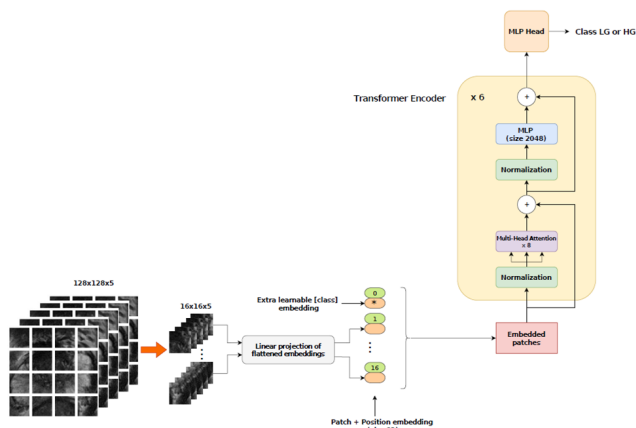 MLP Head
Class LG or HG
Transformer Encoder
x 6
+
MLP
(size 2048)
Normalization
+
Multi-Head Attention
x 8
Normalization
128x128x5
16x16x5
0
Extra learnable [class]
embedding
*
1
Linear projection of
flattened embeddings
Embedded
patches
16
Patch + Position embedding